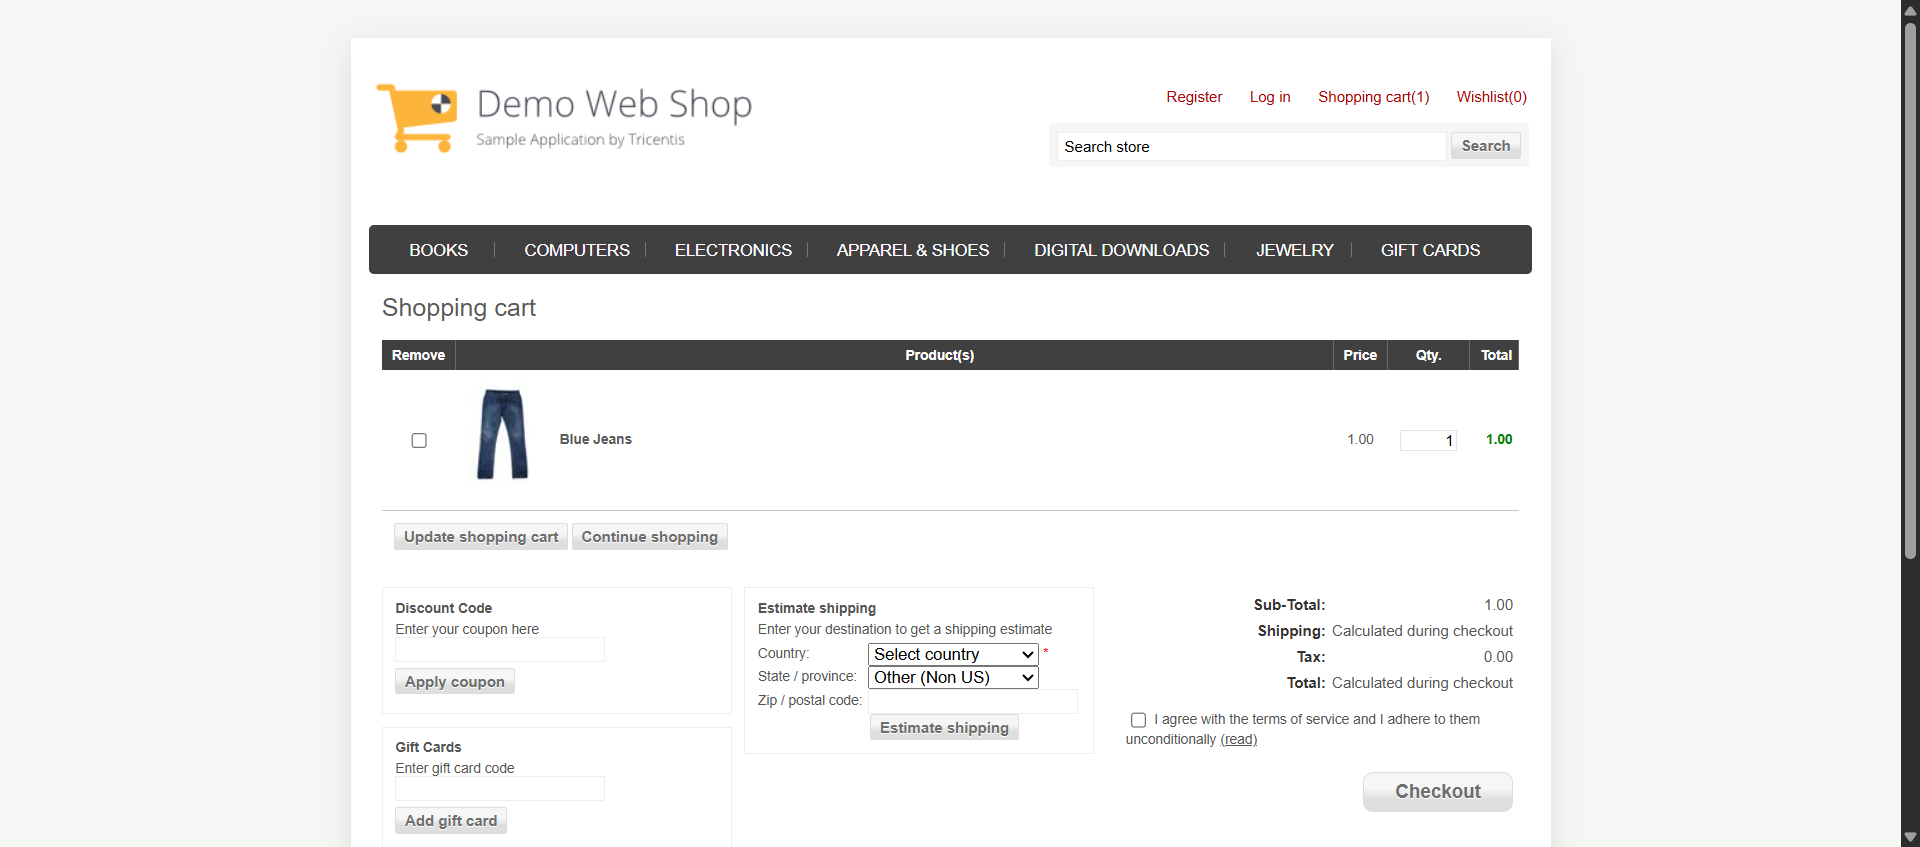 Demo Web Shop
Sample Application by Tricentis
Register Log in Shopping cart(1) Wishlist(0)
Search store Search
BOOKS COMPUTERS ELECTRONICS APPAREL & SHOES DIGITAL DOWNLOADS JEWELRY GIFT CARDS
Shopping cart
Remove Product(s) Price Qty. Total
Blue Jeans 1.00 1 1.00
Update shopping cart Continue shopping
Discount Code
Enter your coupon here
Apply coupon
Gift Cards
Enter gift card code
Add gift card
Estimate shipping
Enter your destination to get a shipping estimate
Country: Select country *
State / province: Other (Non US)
Zip / postal code:
Estimate shipping
Sub-Total: 1.00
Shipping: Calculated during checkout
Tax: 0.00
Total: Calculated during checkout
I agree with the terms of service and I adhere to them
unconditionally (read)
Checkout